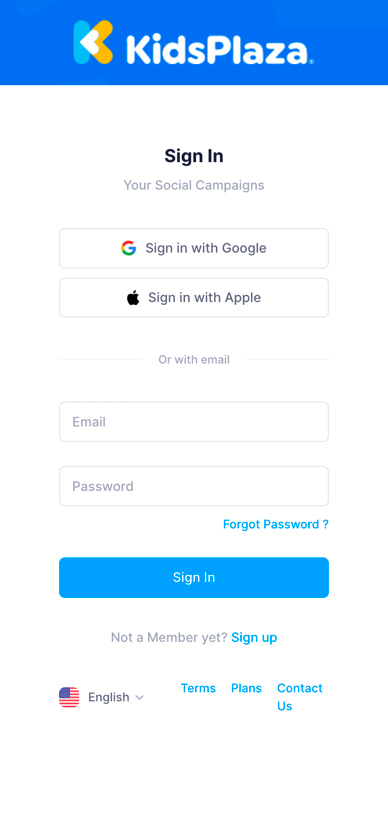 KidsPlaza
Sign In
Your Social Campaigns
Sign in with Google
Sign in with Apple
Or with email
Email
Password
Forgot Password ?
Sign In
Not a Member yet? Sign up
English
Terms Plans Contact
Us